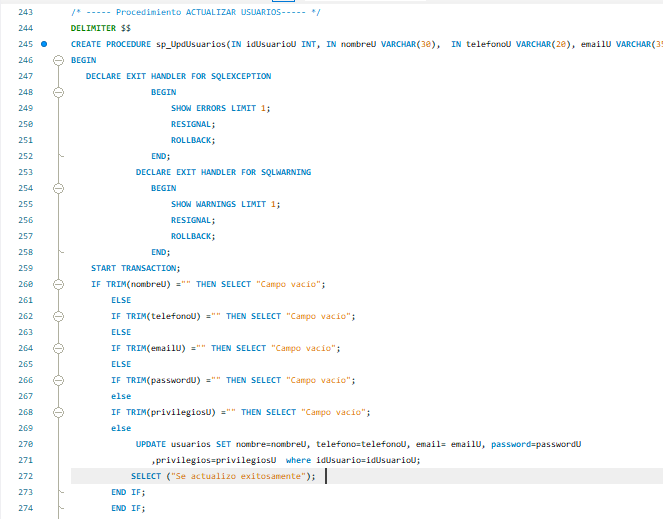 243 /* ----- Procedimiento ACTUALIZAR USUARIOS----- */
244 DELIMITER $$
245 CREATE PROCEDURE sp_UpdUsuarios(IN idUsuarioU INT, IN nombreU VARCHAR(30),  IN telefonoU VARCHAR(20), emailU VARCHAR(35
246 BEGIN
247 DECLARE EXIT HANDLER FOR SQLEXCEPTION
248 BEGIN
249 SHOW ERRORS LIMIT 1;
250 RESIGNAL;
251 ROLLBACK;
252 END;
253 DECLARE EXIT HANDLER FOR SQLWARNING
254 BEGIN
255 SHOW WARNINGS LIMIT 1;
256 RESIGNAL;
257 ROLLBACK;
258 END;
259 START TRANSACTION;
260 IF TRIM(nombreU) ="" THEN SELECT "Campo vacio";
261 ELSE
262 IF TRIM(telefonoU) ="" THEN SELECT "Campo vacio";
263 ELSE
264 IF TRIM(emailU) ="" THEN SELECT "Campo vacio";
265 ELSE
266 IF TRIM(passwordU) ="" THEN SELECT "Campo vacio";
267 else
268 IF TRIM(privilegiosU) ="" THEN SELECT "Campo vacio";
269 else
270 UPDATE usuarios SET nombre=nombreU, telefono=telefonoU, email= emailU, password=passwordU
271 ,privilegios=privilegiosU  where idUsuario=idUsuarioU;
272 SELECT ("Se actualizo exitosamente");
273 END IF;
274 END IF;